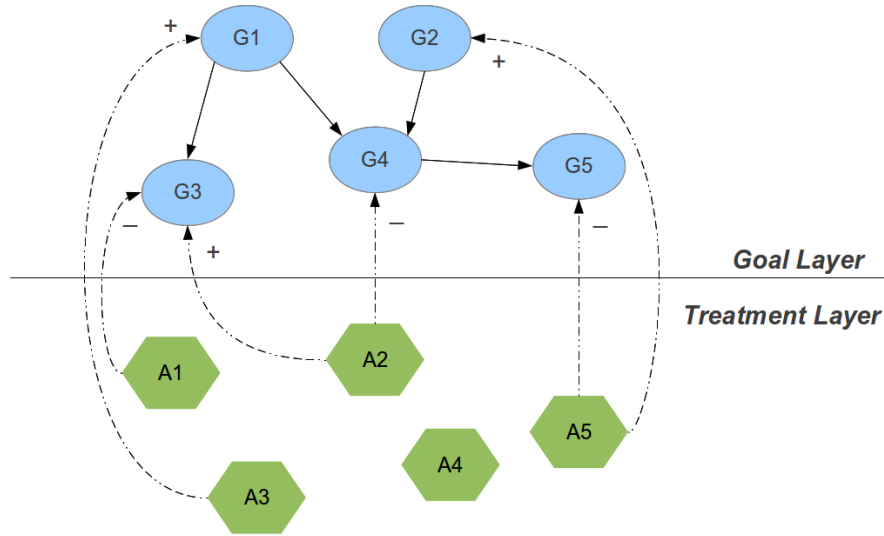 +
G1
G2
+
G4
G5
G3
–
+
–
–
Goal Layer
Treatment Layer
A1
A2
A5
A4
A3